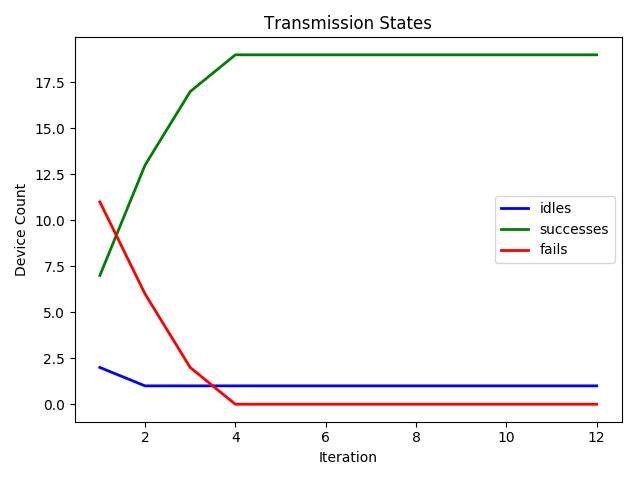 Transmission States
Device Count
17.5
15.0
12.5
10.0
7.5
5.0
2.5
0.0
idles
successes
fails
2 4 6 8 10 12
Iteration